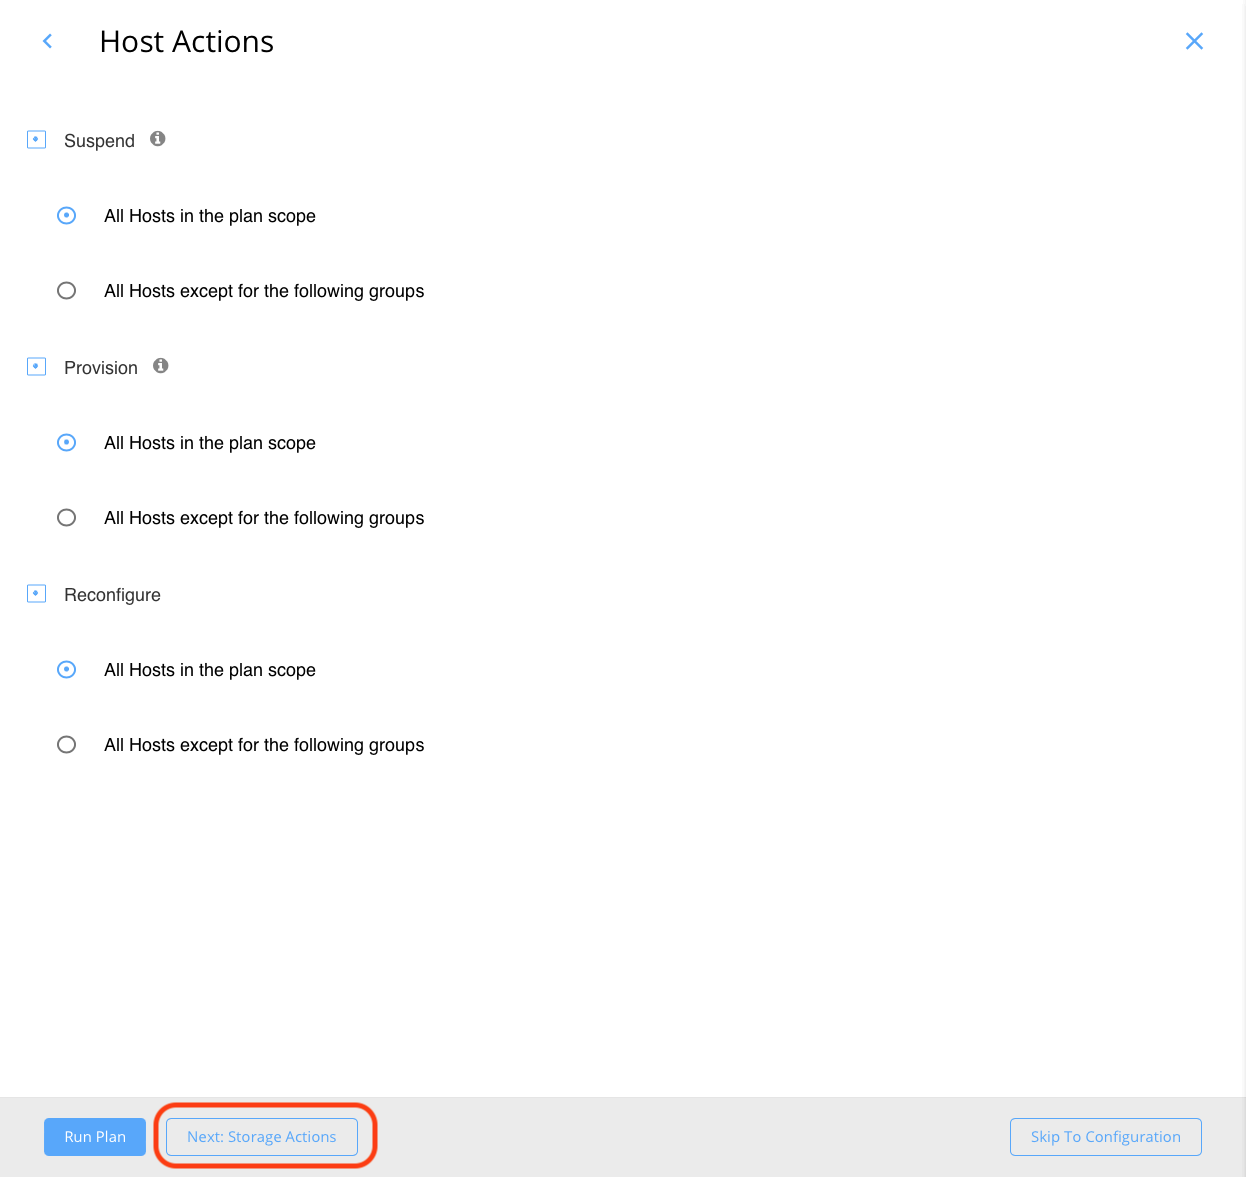 Host Actions
Suspend
All Hosts in the plan scope
All Hosts except for the following groups
Provision
All Hosts in the plan scope
All Hosts except for the following groups
Reconfigure
All Hosts in the plan scope
All Hosts except for the following groups
Run Plan
Next: Storage Actions
Skip To Configuration